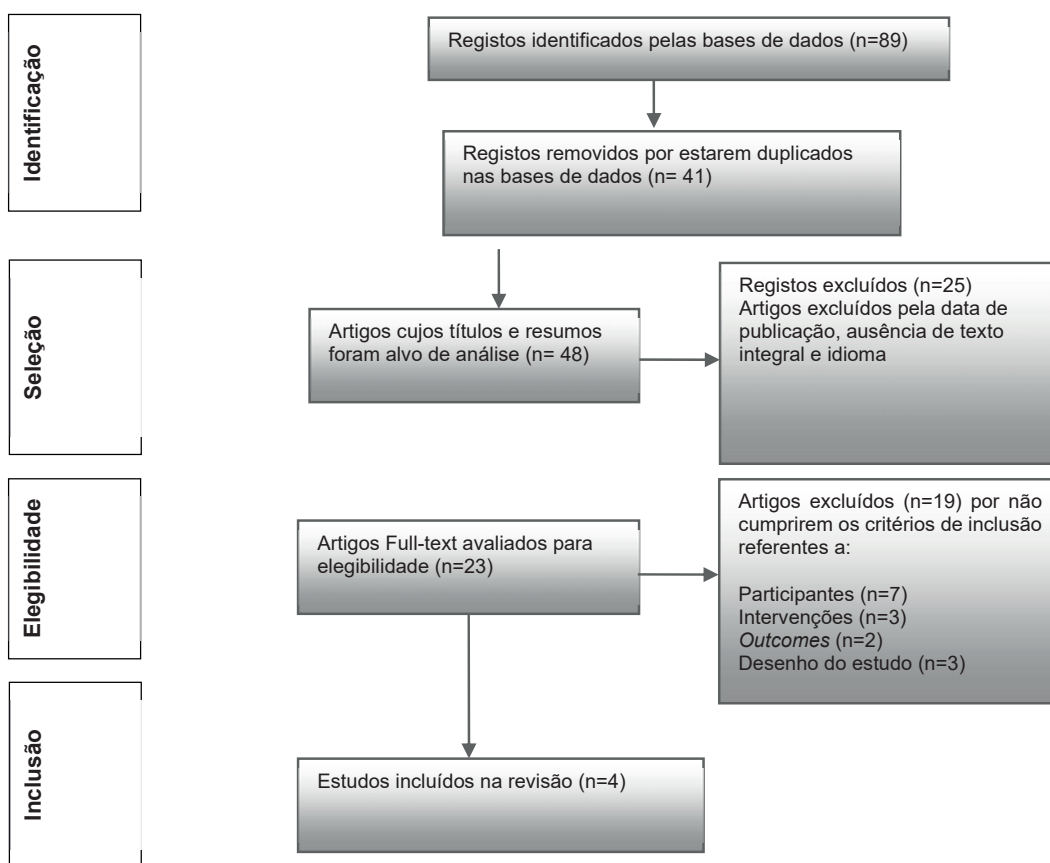 Identificação
Registos identificados pelas bases de dados (n=89)
Registos removidos por estarem duplicados
nas bases de dados (n= 41)
Seleção
Artigos cujos títulos e resumos
foram alvo de análise (n= 48)
Registos excluídos (n=25)
Artigos excluídos pela data de
publicação, ausência de texto
integral e idioma
Elegibilidade
Artigos Full-text avaliados para
elegibilidade (n=23)
Artigos excluídos (n=19) por não
cumprirem os critérios de inclusão
referentes a:
Participantes (n=7)
Intervenções (n=3)
Outcomes (n=2)
Desenho do estudo (n=3)
Inclusão
Estudos incluídos na revisão (n=4)